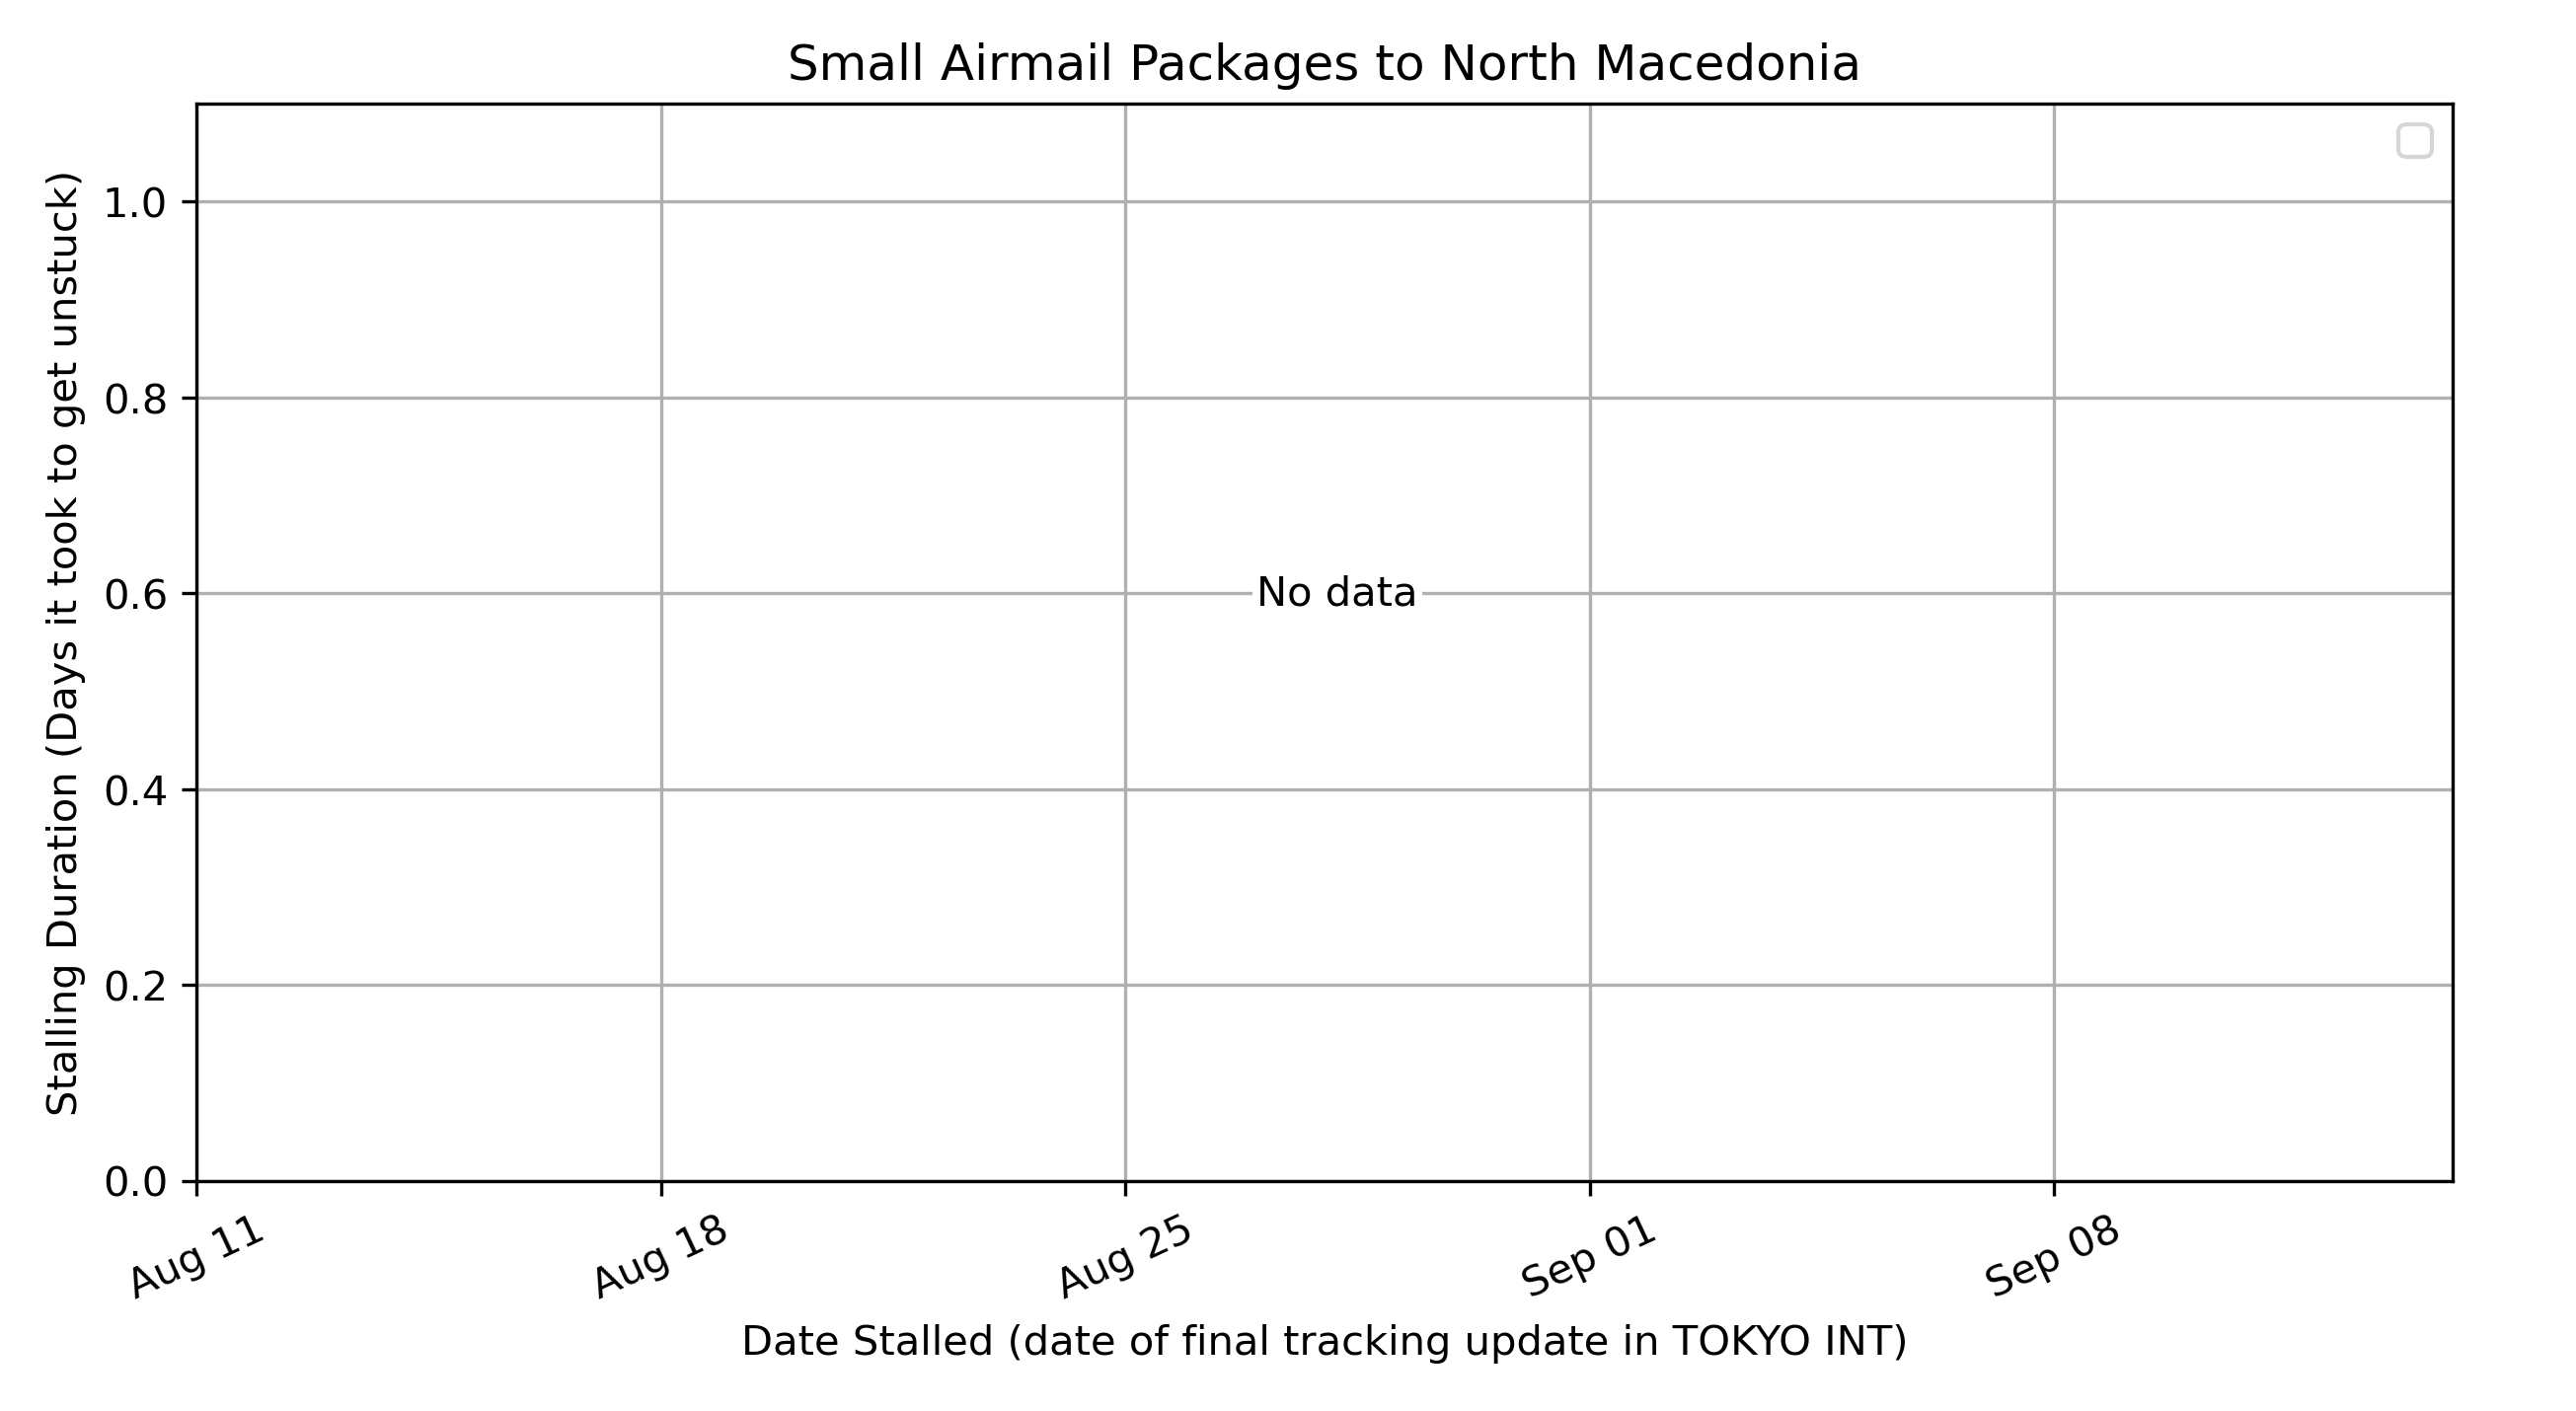 Small Airmail Packages to North Macedonia
Stalling Duration (Days it took to get unstuck)
1.0
0.8
0.6
0.4
0.2
0.0
No data
Aug 11
Aug 18
Aug 25
Sep 01
Sep 08
Date Stalled (date of final tracking update in TOKYO INT)